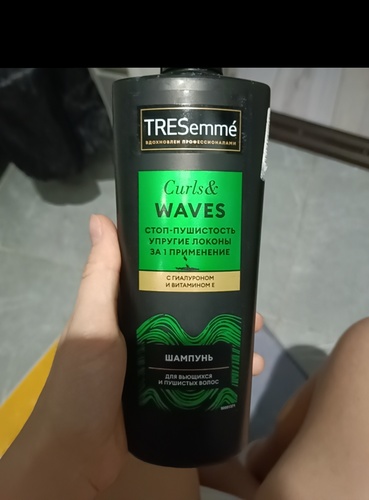 TRESemmé
ВДОХНОВЛЕН ПРОФЕССИОНАЛАМИ
Curls&
WAVES
СТОП-ПУШИСТОСТЬ
УПРУГИЕ ЛОКОНЫ
ЗА 1 ПРИМЕНЕНИЕ
С ГИАЛУРОНОМ
И ВИТАМИНОМ Е
ШАМПУНЬ
ДЛЯ ВЬЮЩИХСЯ
И ПУШИСТЫХ ВОЛОС